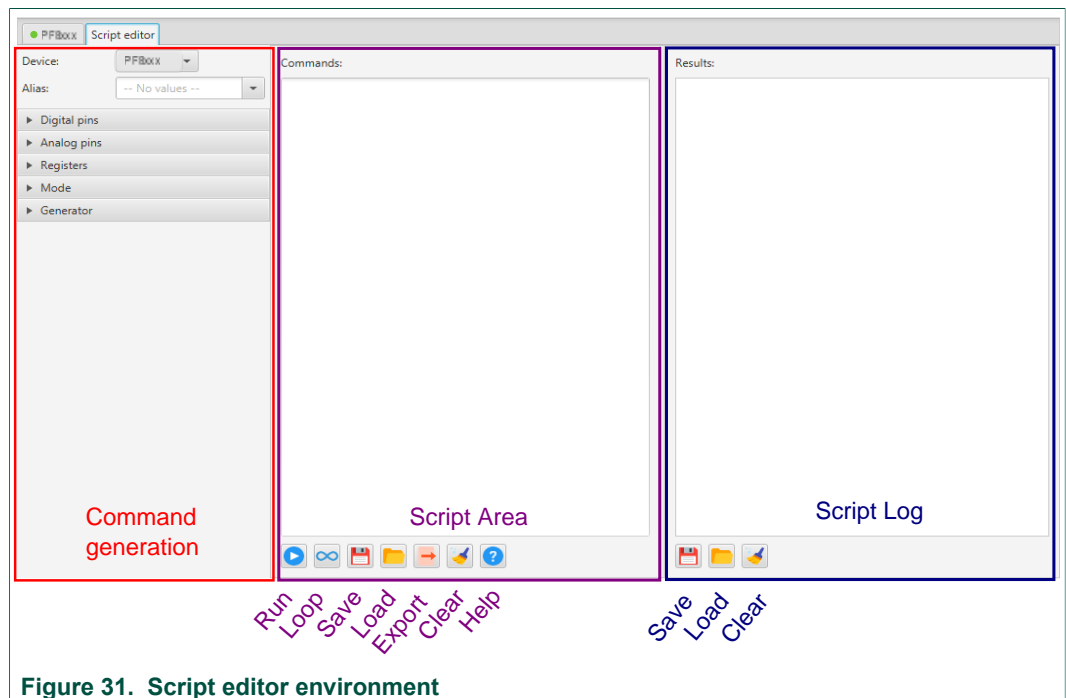 PF8xxx Script editor
Device: PF8xxx
Alias: -- No values --
Digital pins
Analog pins
Registers
Mode
Generator
Command
generation
Commands:
Script Area
Run Loop Save Load Export Clear Help
Results:
Script Log
Save Load Clear
Figure 31. Script editor environment